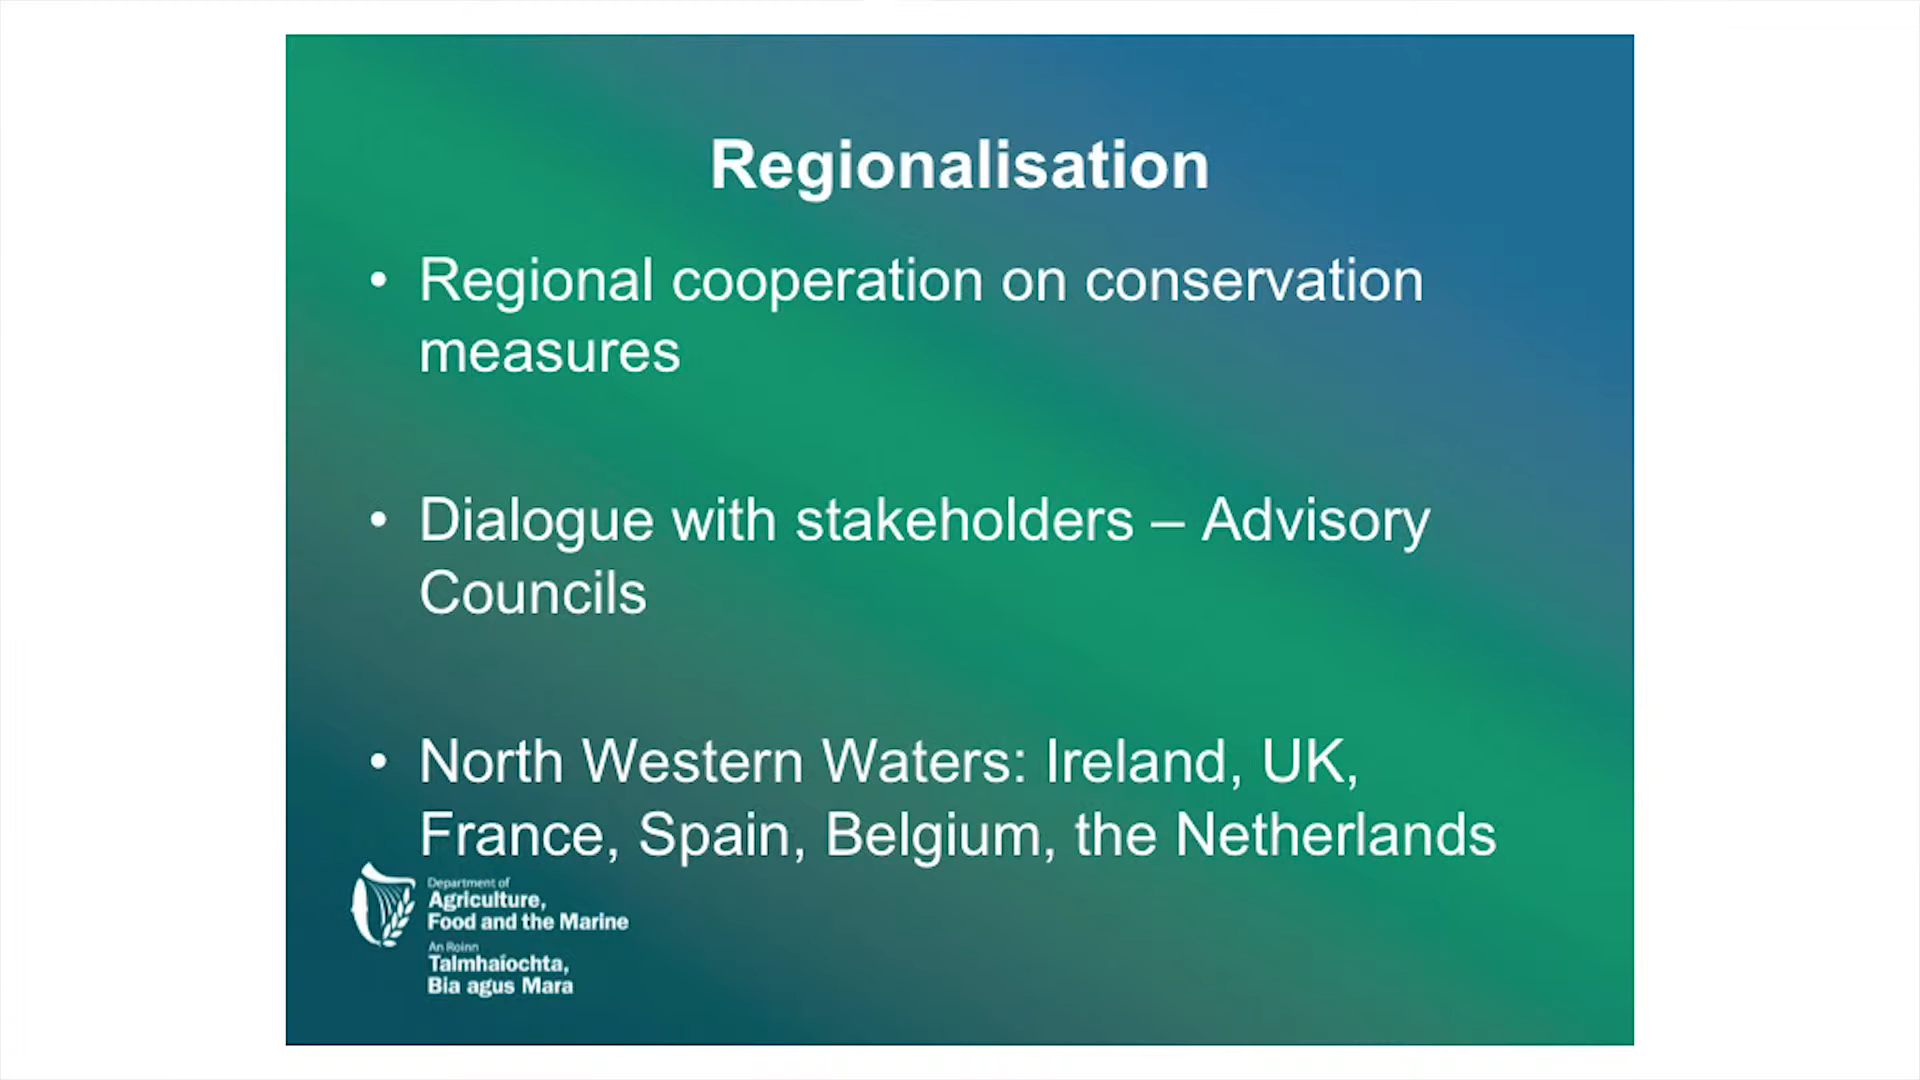 Regionalisation
• Regional cooperation on conservation
measures
• Dialogue with stakeholders – Advisory
Councils
• North Western Waters: Ireland, UK,
France, Spain, Belgium, the Netherlands
Department of
Agriculture,
Food and the Marine
An Roinn
Talmhaíochta,
Bia agus Mara